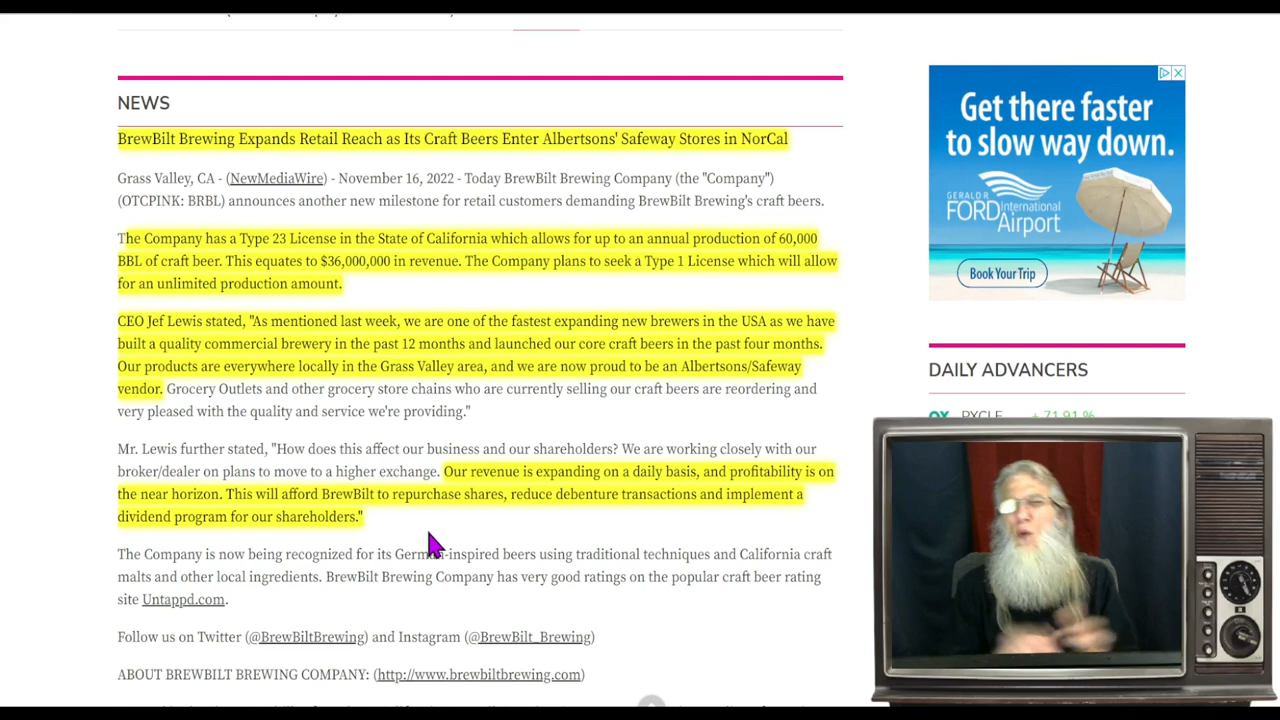 NEWS
BrewBilt Brewing Expands Retail Reach as Its Craft Beers Enter Albertsons' Safeway Stores in NorCal
Grass Valley, CA - (NewMediaWire) - November 16, 2022 - Today BrewBilt Brewing Company (the "Company")
(OTCPINK: BRBL) announces another new milestone for retail customers demanding BrewBilt Brewing's craft beers.
The Company has a Type 23 License in the State of California which allows for up to an annual production of 60,000
BBL of craft beer. This equates to $36,000,000 in revenue. The Company plans to seek a Type 1 License which will allow
for an unlimited production amount.
CEO Jef Lewis stated, "As mentioned last week, we are one of the fastest expanding new brewers in the USA as we have
built a quality commercial brewery in the past 12 months and launched our core craft beers in the past four months.
Our products are everywhere locally in the Grass Valley area, and we are now proud to be an Albertsons/Safeway
vendor. Grocery Outlets and other grocery store chains who are currently selling our craft beers are reordering and
very pleased with the quality and service we're providing."
Mr. Lewis further stated, "How does this affect our business and our shareholders? We are working closely with our
broker/dealer on plans to move to a higher exchange. Our revenue is expanding on a daily basis, and profitability is on
the near horizon. This will afford BrewBilt to repurchase shares, reduce debenture transactions and implement a
dividend program for our shareholders."
The Company is now being recognized for its German-inspired beers using traditional techniques and California craft
malts and other local ingredients. BrewBilt Brewing Company has very good ratings on the popular craft beer rating
site Untappd.com.
Follow us on Twitter (@BrewBiltBrewing) and Instagram (@BrewBilt_Brewing)
ABOUT BREWBILT BREWING COMPANY: (http://www.brewbiltbrewing.com)
Get there faster
to slow way down.
GERALD R
FORD International
Airport
Book Your Trip
DAILY ADVANCERS
PYCLE + 71.91 %